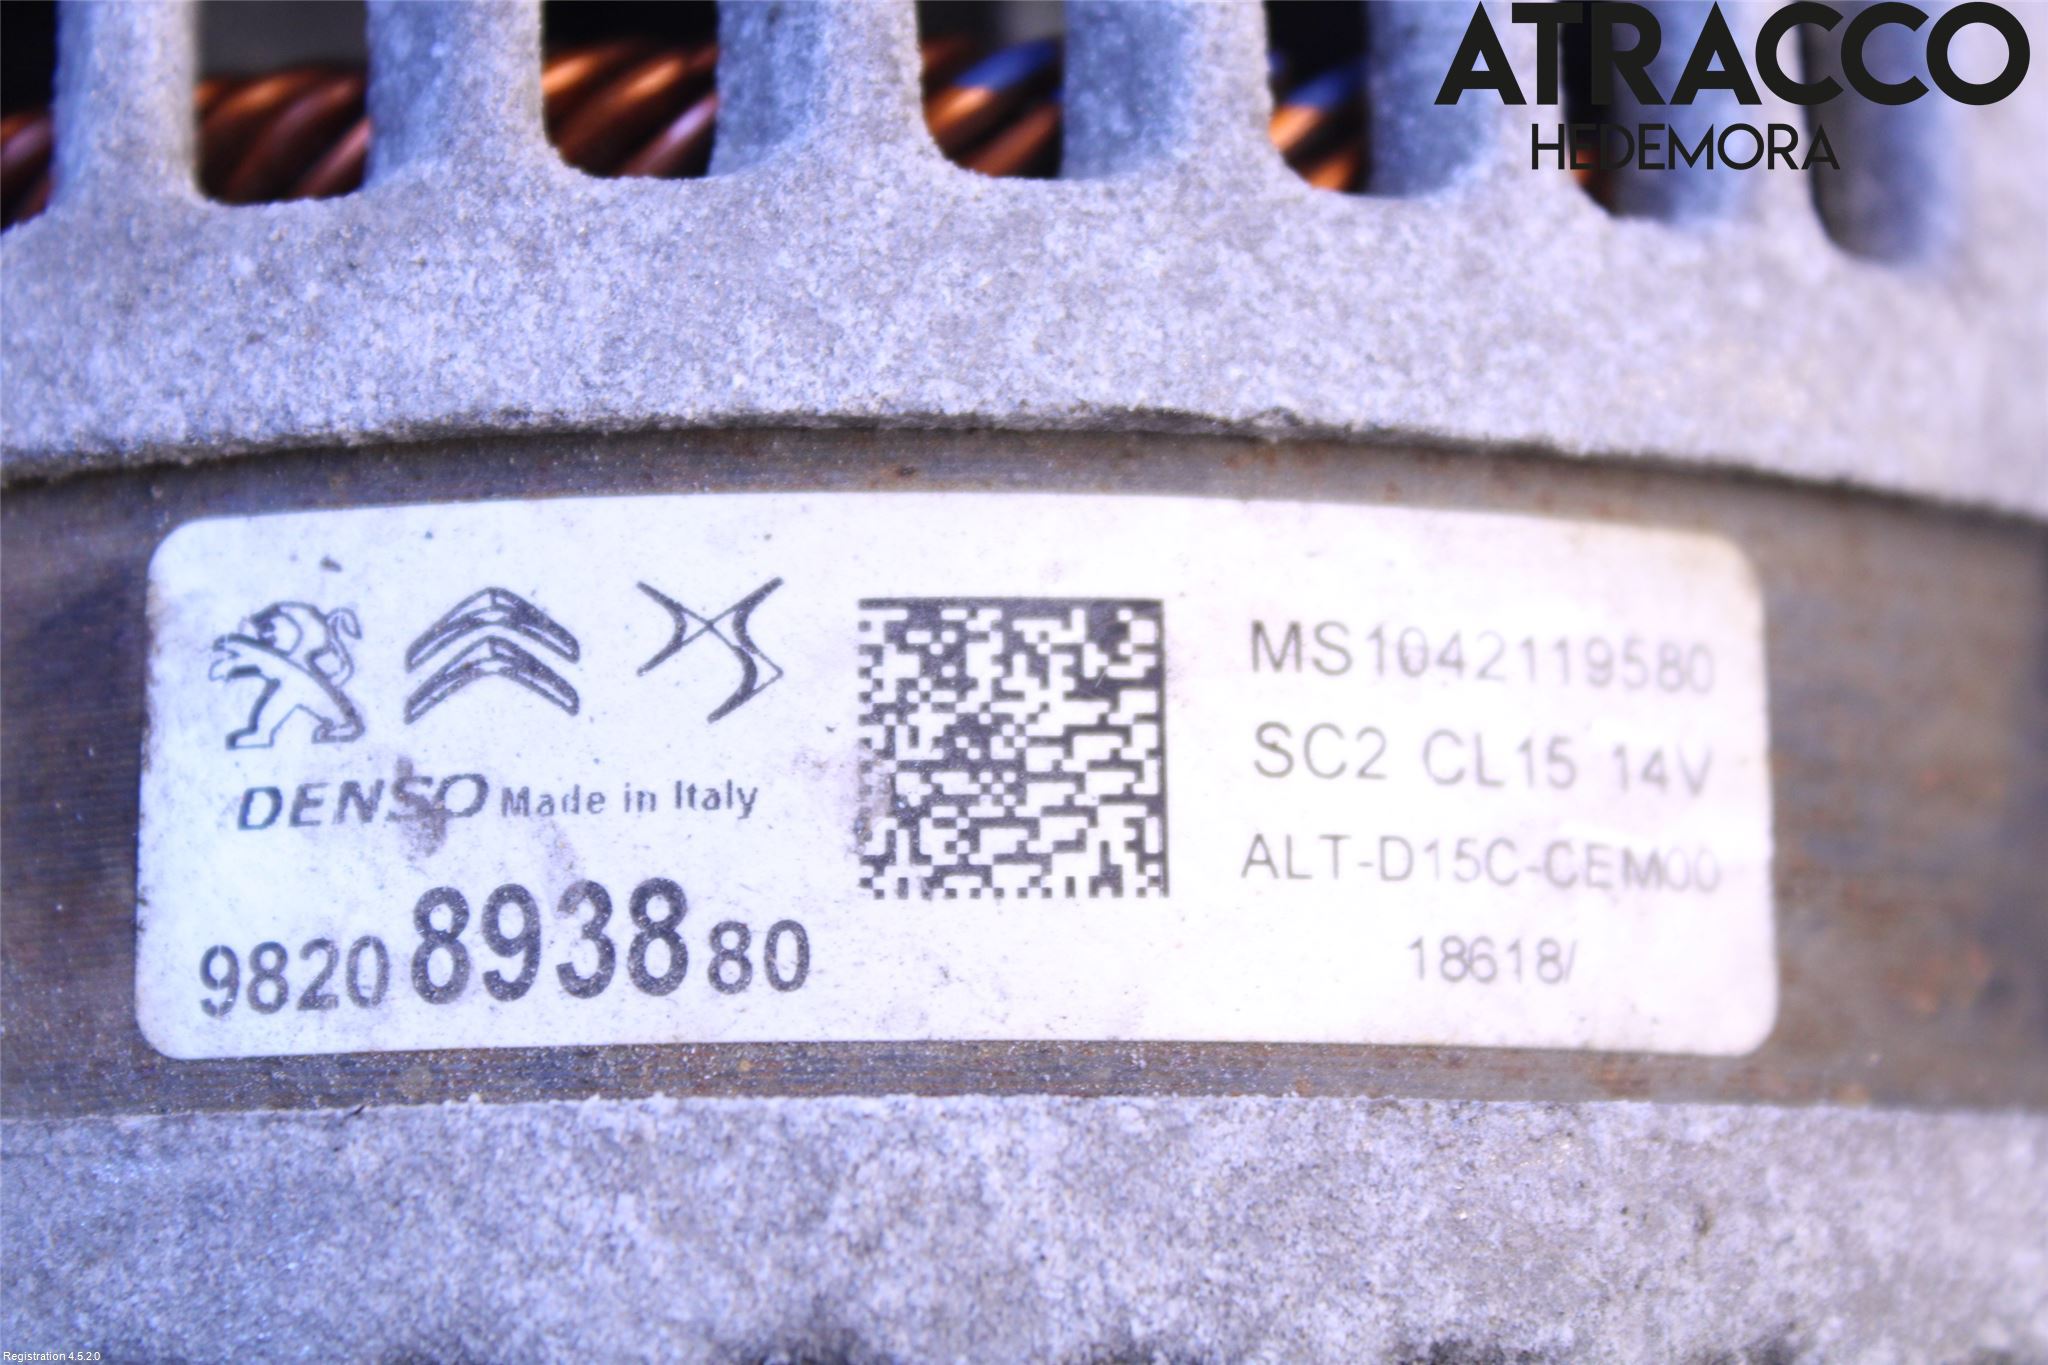 ATRACCO
HEDEMORA
DENSO Made in Italy
9820893880
MS1042119580
SC2 CL15 14V
ALT-D15C-CEM00
18618/
Registration 4.5.2.0